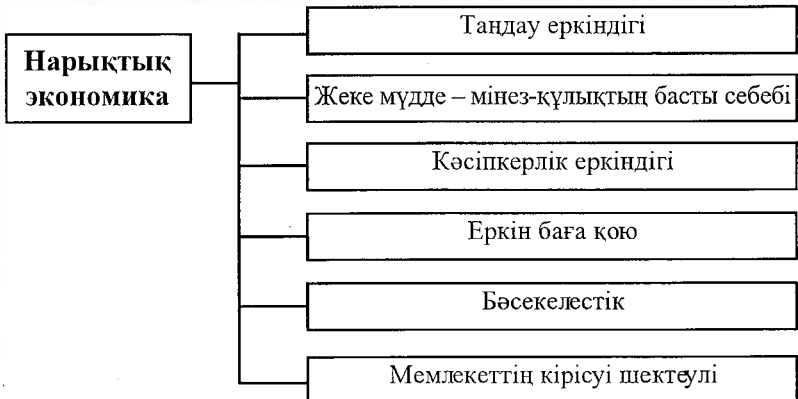 Нарықтық
экономика
Таңдау еркіндігі
Жеке мүдде – мінез-құлықтың басты себебі
Кәсіпкерлік еркіндігі
Еркін баға қою
Бәсекелестік
Мемлекеттің кірісуі шектеулі